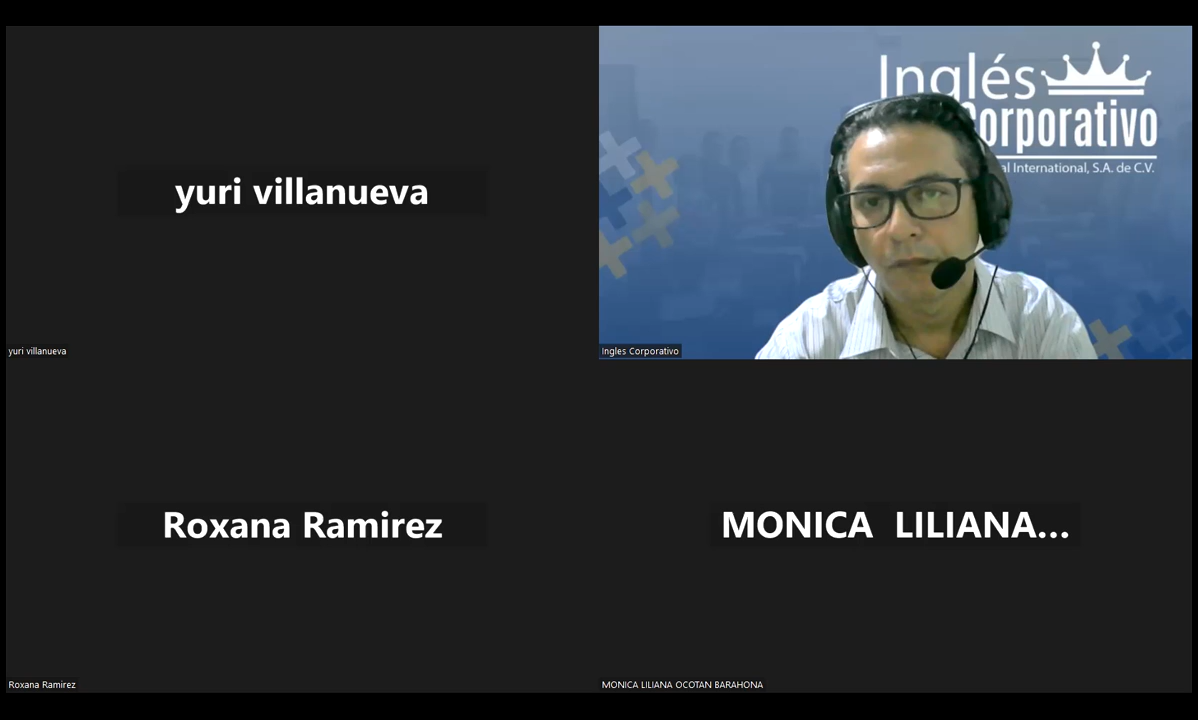 yuri villanueva
yuri villanueva
Inglés
orporativo
al International, S.A. de C.V.
Ingles Corporativo
Roxana Ramirez
Roxana Ramirez
MONICA LILIANA...
MONICA LILIANA OCOTAN BARAHONA